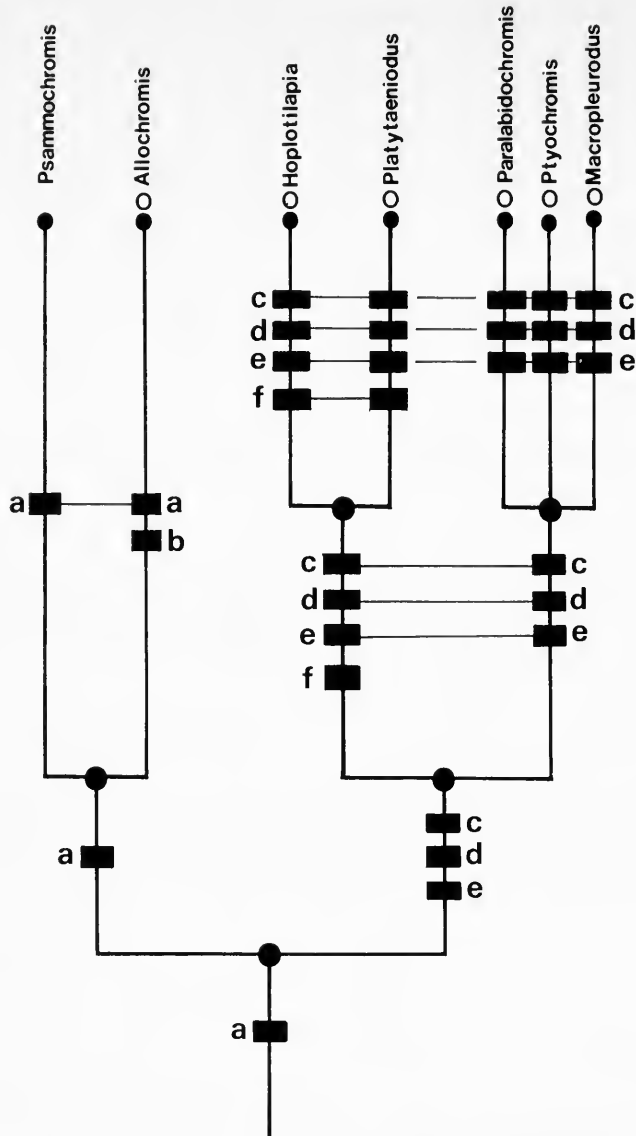 Psammochromis
○ Allochromis
○ Hoplotilapia
○ Platytaeniodus
○ Paralabidochromis
○ Ptyochromis
○ Macropleurodus
c c
d d
e e
f
a a
b
c c
d d
e e
f
c
a d
e
a